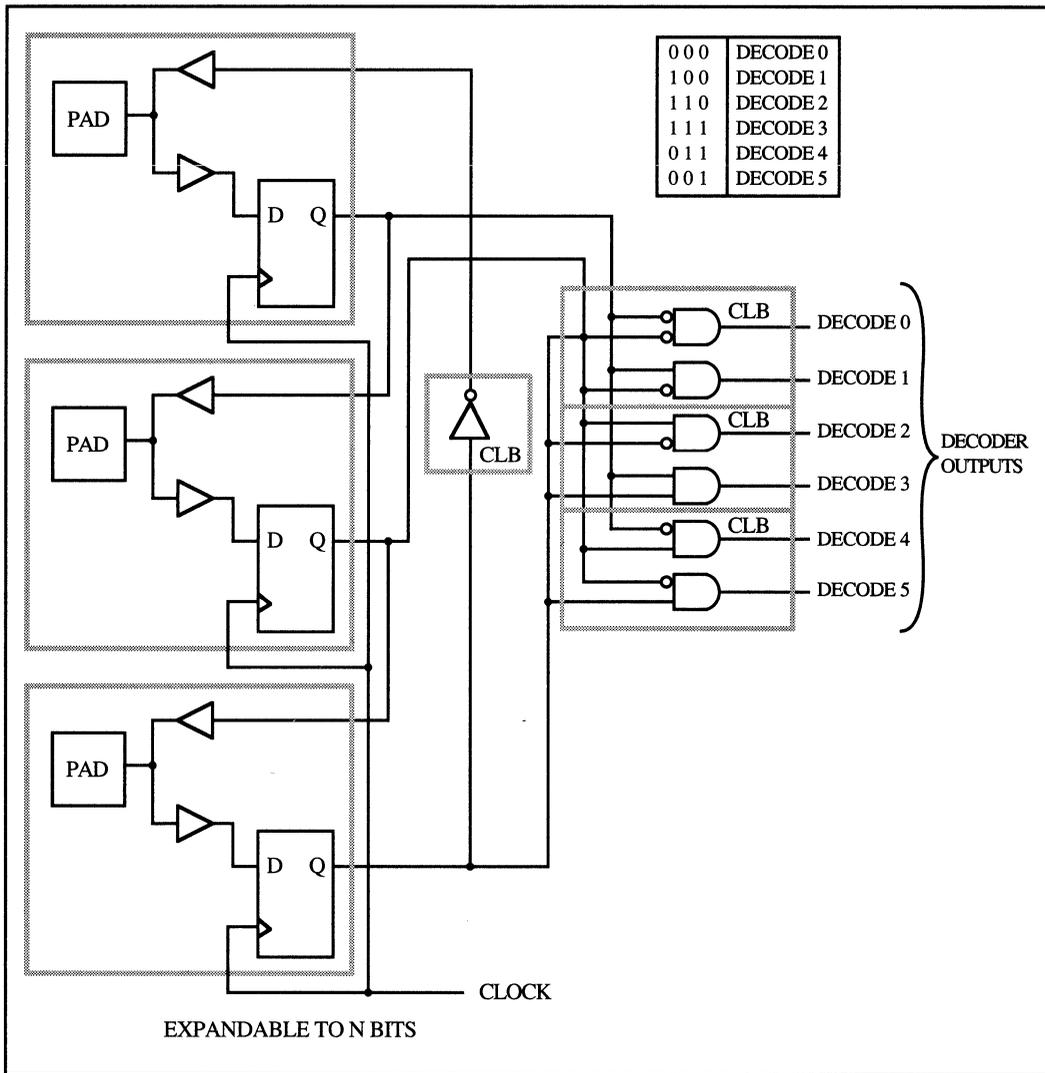 0 0 0 DECODE 0
1 0 0 DECODE 1
1 1 0 DECODE 2
1 1 1 DECODE 3
0 1 1 DECODE 4
0 0 1 DECODE 5
PAD
D Q
CLB
DECODE 0
DECODE 1
PAD
CLB
DECODE 2
DECODER
OUTPUTS
CLB
DECODE 3
D Q
CLB
DECODE 4
DECODE 5
PAD
D Q
CLOCK
EXPANDABLE TO N BITS